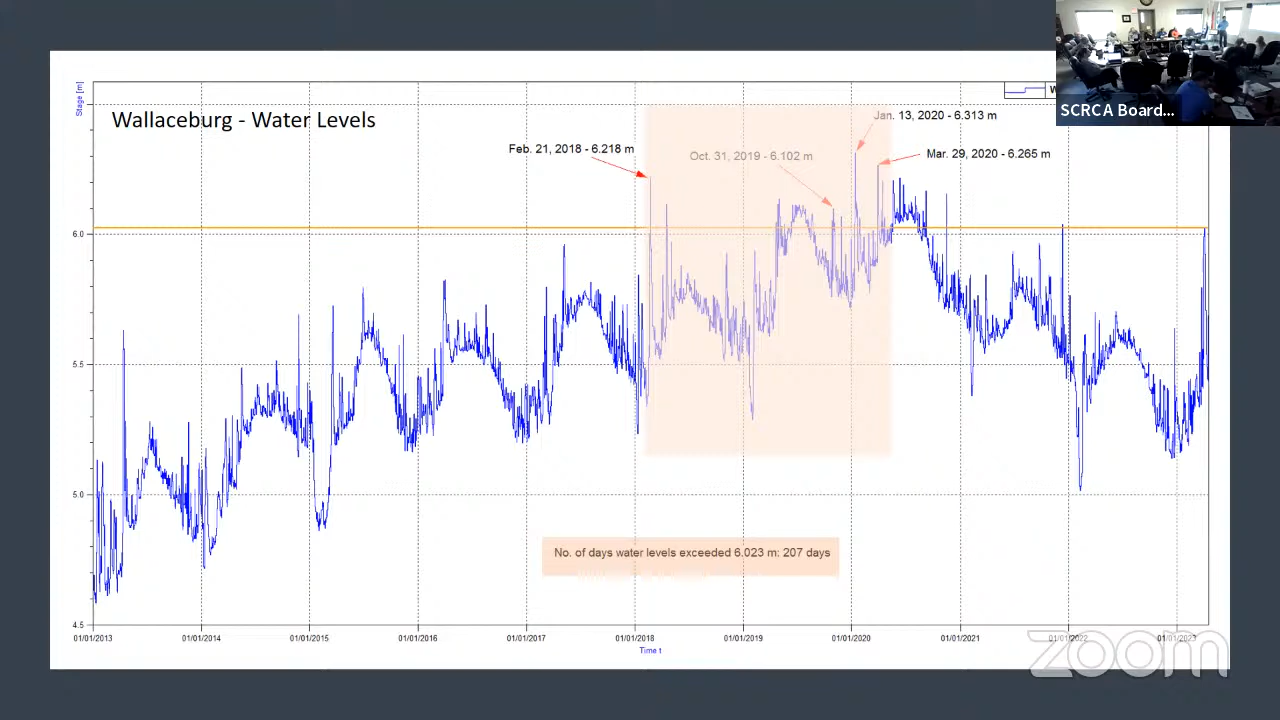 SCRCA Board...
Stage [m]
W
Wallaceburg - Water Levels
Jan. 13, 2020 - 6.313 m
Feb. 21, 2018 - 6.218 m
Oct. 31, 2019 - 6.102 m
Mar. 29, 2020 - 6.265 m
6.0
5.5
5.0
No. of days water levels exceeded 6.023 m: 207 days
4.5
01/01/2013 01/01/2014 01/01/2015 01/01/2016 01/01/2017 01/01/2018 01/01/2019 01/01/2020 01/01/2021 01/01/2022 01/01/2023
Time t
zoom